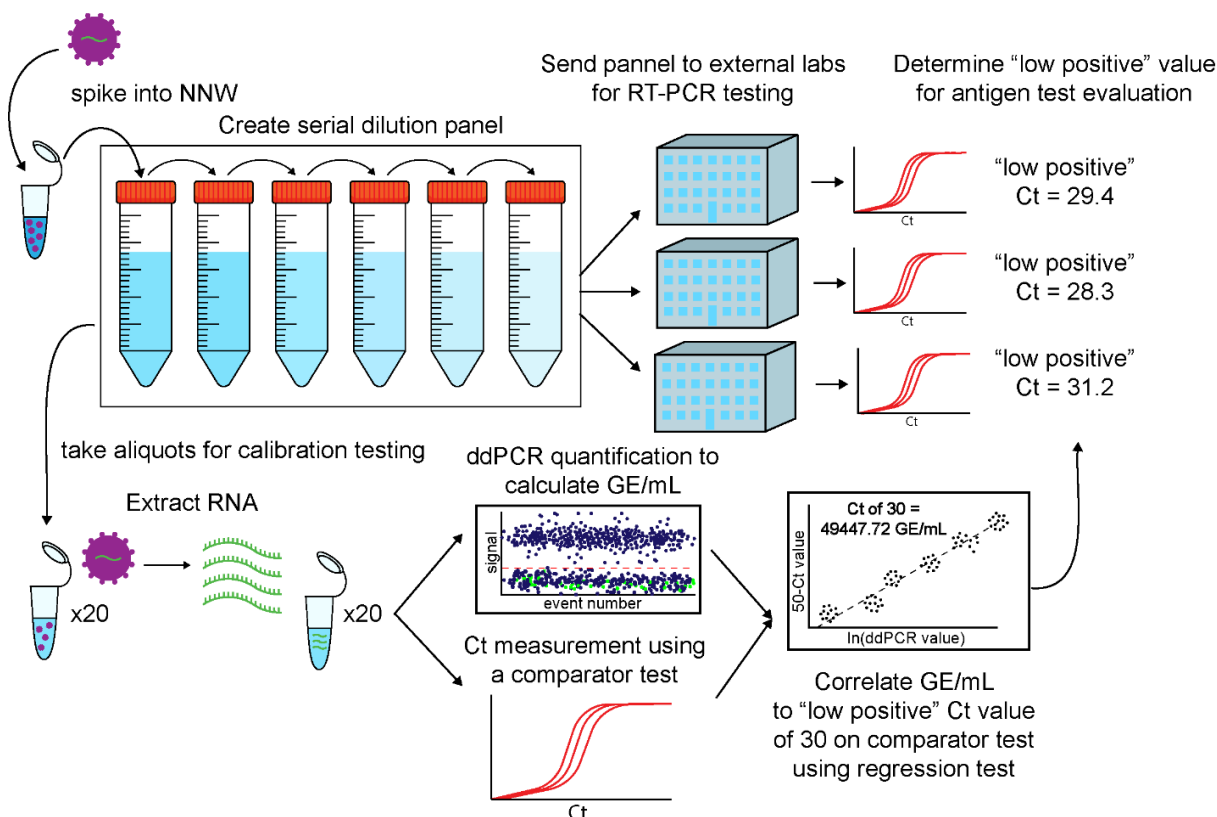 spike into NNW
Create serial dilution panel
Send pannel to external labs
for RT-PCR testing
Determine “low positive” value
for antigen test evaluation
Ct
“low positive”
Ct = 29.4
Ct
“low positive”
Ct = 28.3
Ct
“low positive”
Ct = 31.2
take aliquots for calibration testing
Extract RNA
x20
x20
ddPCR quantification to
calculate GE/mL
signal
event number
Ct measurement using
a comparator test
Ct
Ct of 30 =
49447.72 GE/mL
50-Ct value
ln(ddPCR value)
Correlate GE/mL
to “low positive” Ct value
of 30 on comparator test
using regression test